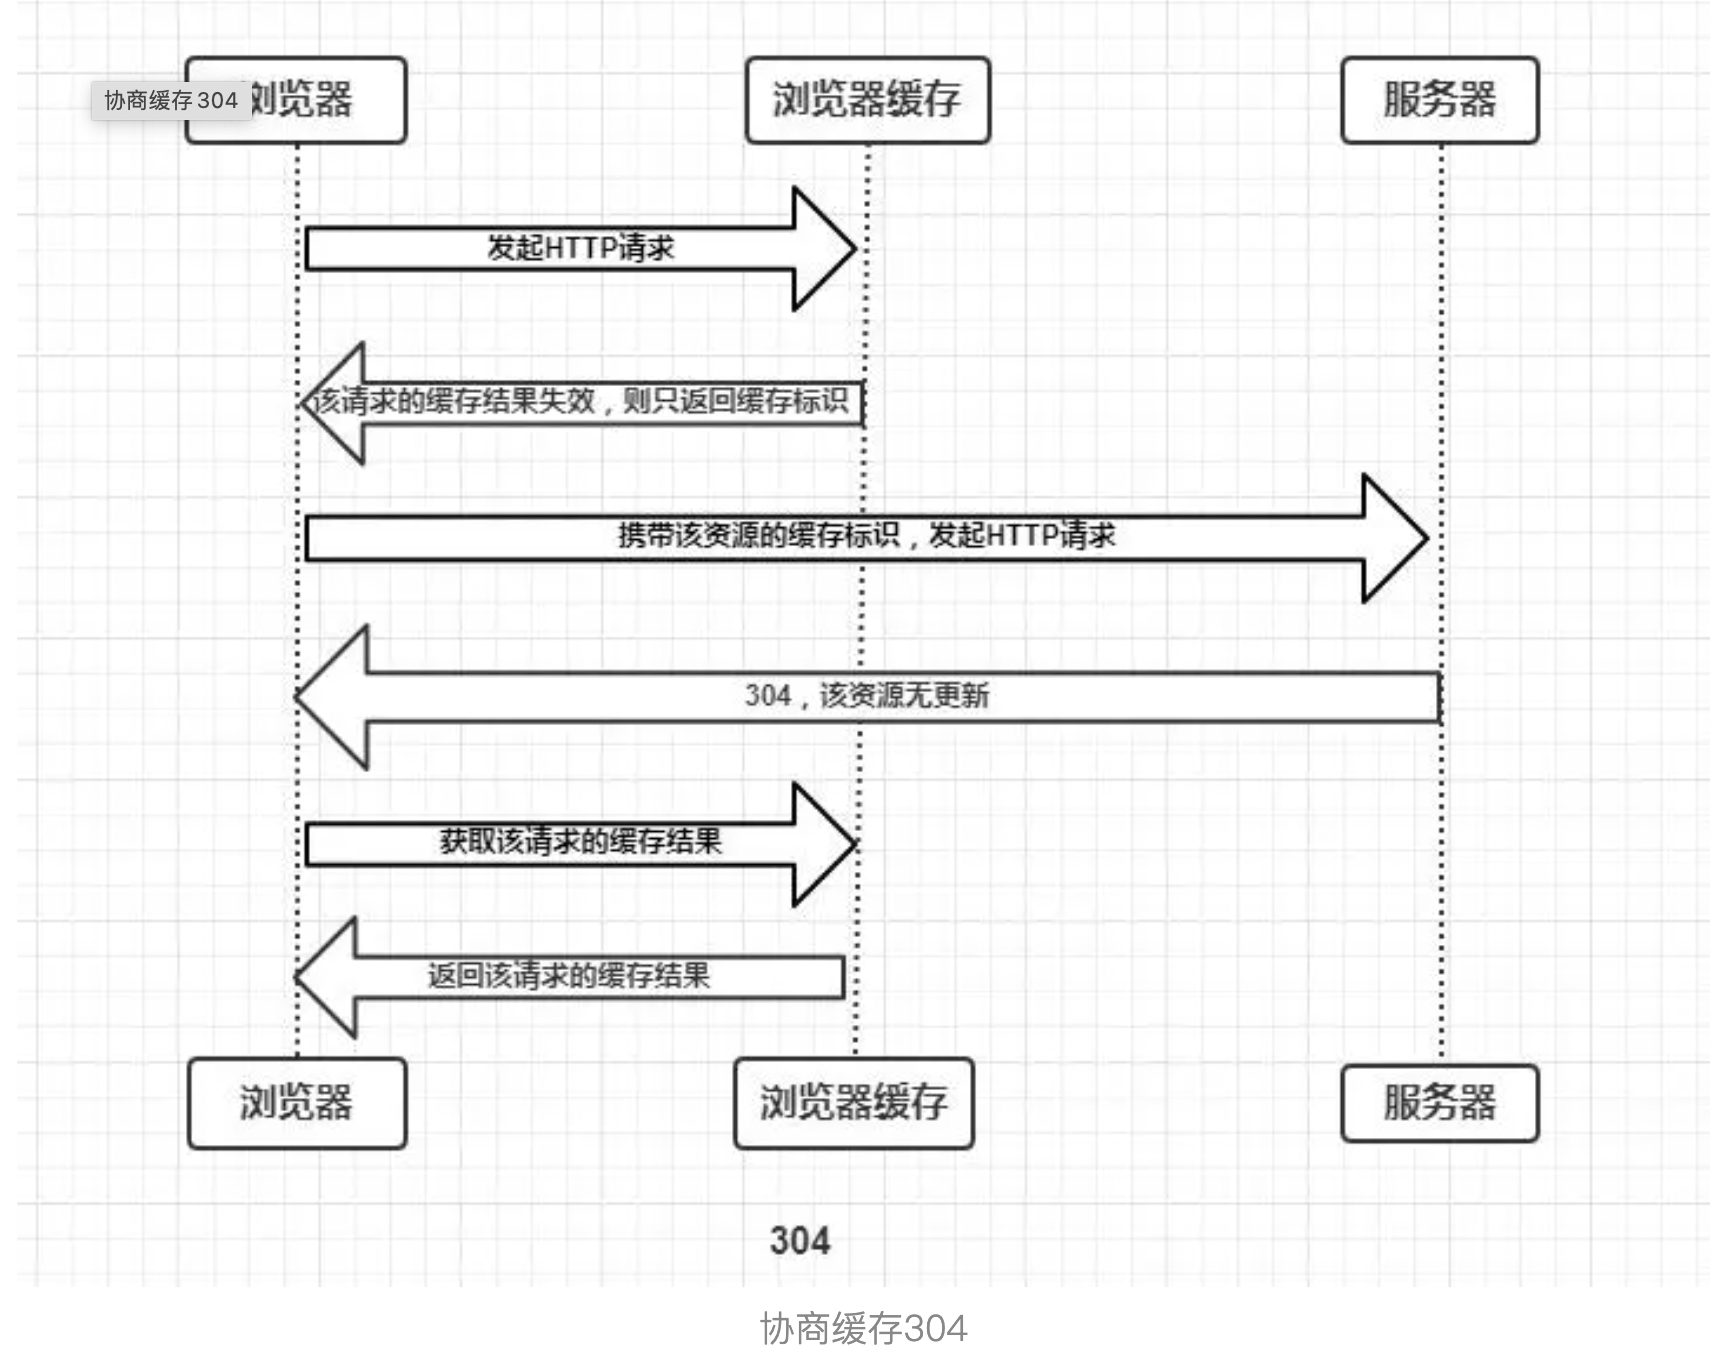 协商缓存304
浏览器
浏览器缓存
服务器
发起HTTP请求
该请求的缓存结果失效，则只返回缓存标识
携带该资源的缓存标识，发起HTTP请求
304，该资源无更新
获取该请求的缓存结果
返回该请求的缓存结果
浏览器
浏览器缓存
服务器
304
协商缓存304